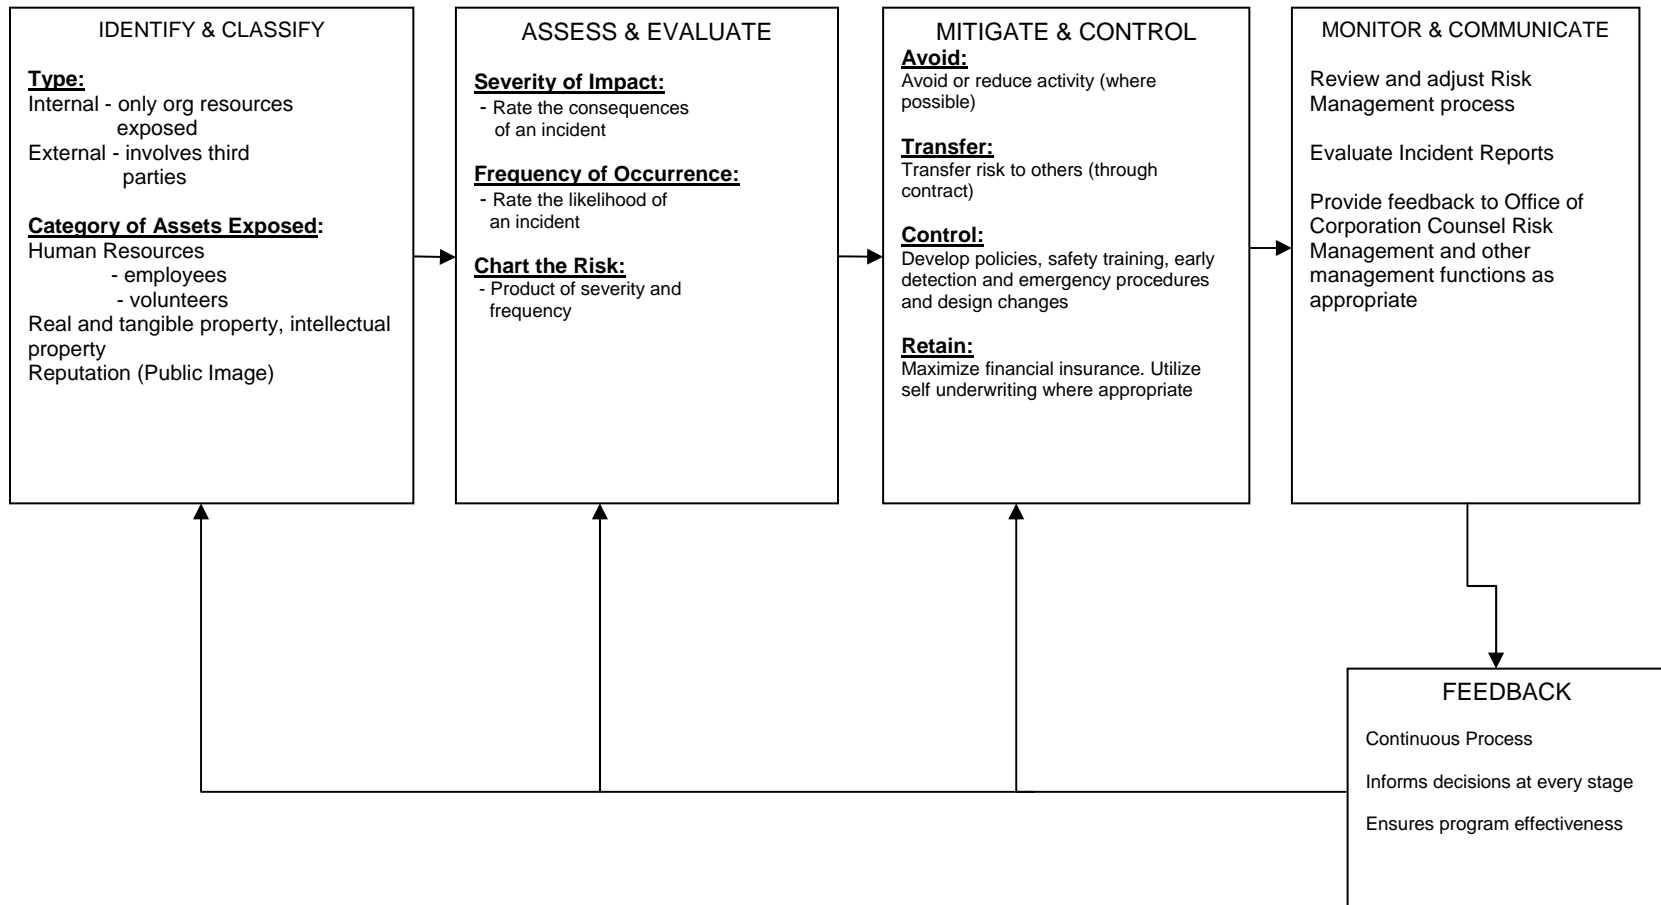 IDENTIFY & CLASSIFY
Type:
Internal - only org resources
exposed
External - involves third
parties
Category of Assets Exposed:
Human Resources
- employees
- volunteers
Real and tangible property, intellectual
property
Reputation (Public Image)
ASSESS & EVALUATE
Severity of Impact:
- Rate the consequences
of an incident
Frequency of Occurrence:
- Rate the likelihood of
an incident
Chart the Risk:
- Product of severity and
frequency
MITIGATE & CONTROL
Avoid:
Avoid or reduce activity (where
possible)
Transfer:
Transfer risk to others (through
contract)
Control:
Develop policies, safety training, early
detection and emergency procedures
and design changes
Retain:
Maximize financial insurance. Utilize
self underwriting where appropriate
MONITOR & COMMUNICATE
Review and adjust Risk
Management process
Evaluate Incident Reports
Provide feedback to Office of
Corporation Counsel Risk
Management and other
management functions as
appropriate
FEEDBACK
Continuous Process
Informs decisions at every stage
Ensures program effectiveness